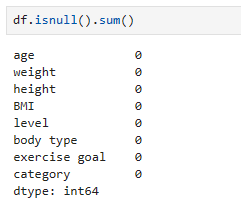 df.isnull().sum()
age 0
weight 0
height 0
BMI 0
level 0
body type 0
exercise goal 0
category 0
dtype: int64